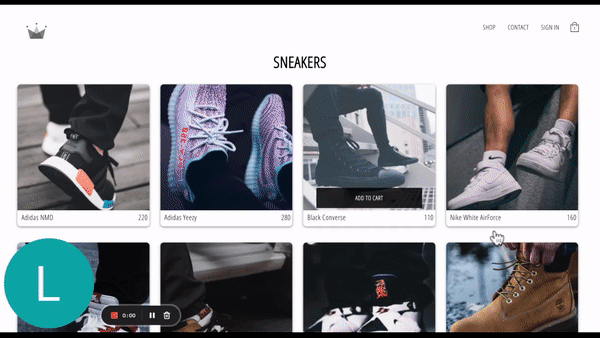 SHOP CONTACT SIGN IN
SNEAKERS
ADD TO CART
Adidas NMD 220
Adidas Yeezy 280
Black Converse 110
Nike White AirForce 160
L
0:00